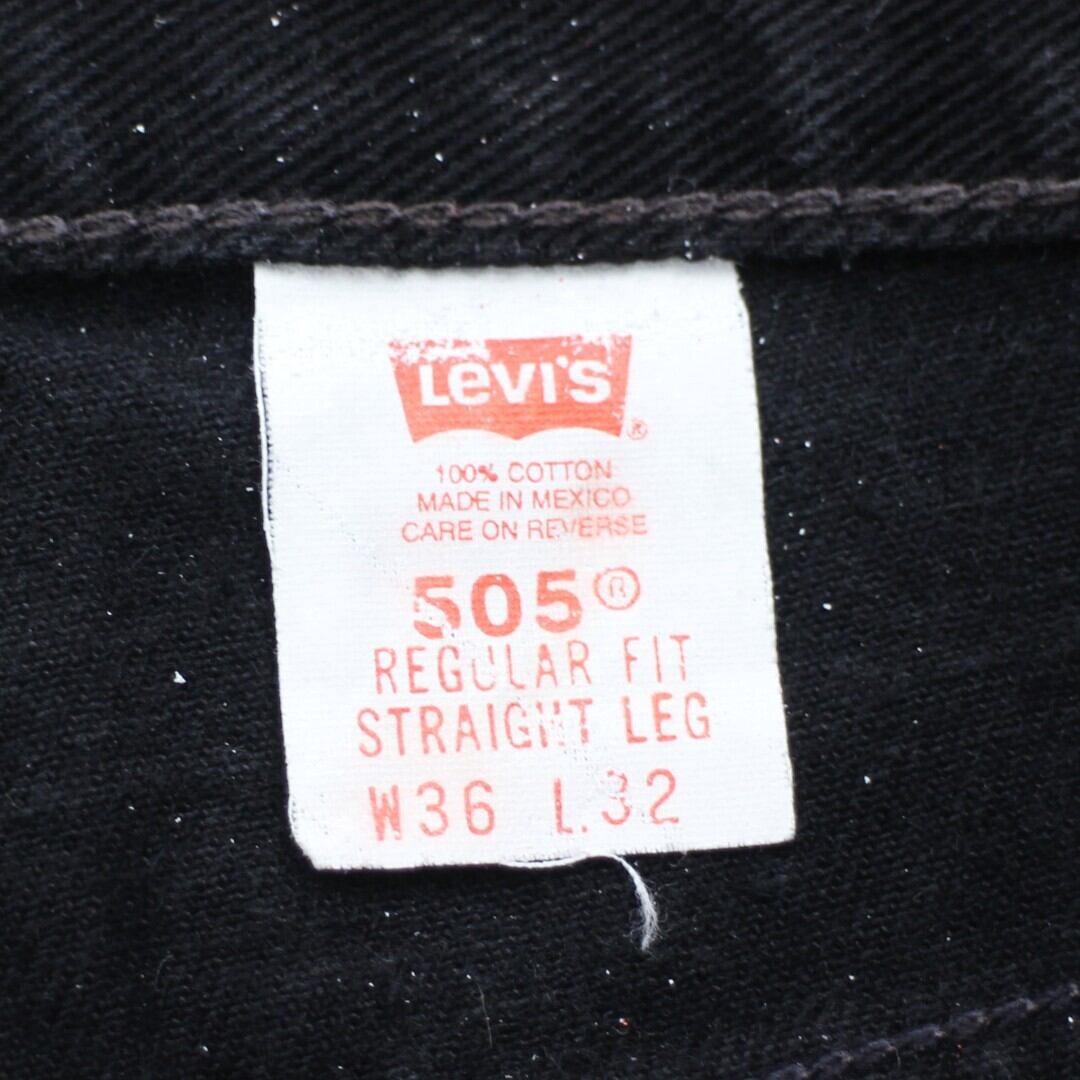 LEVI'S®
100% COTTON
MADE IN MEXICO
CARE ON REVERSE
505®
REGULAR FIT
STRAIGHT LEG
W36 L32